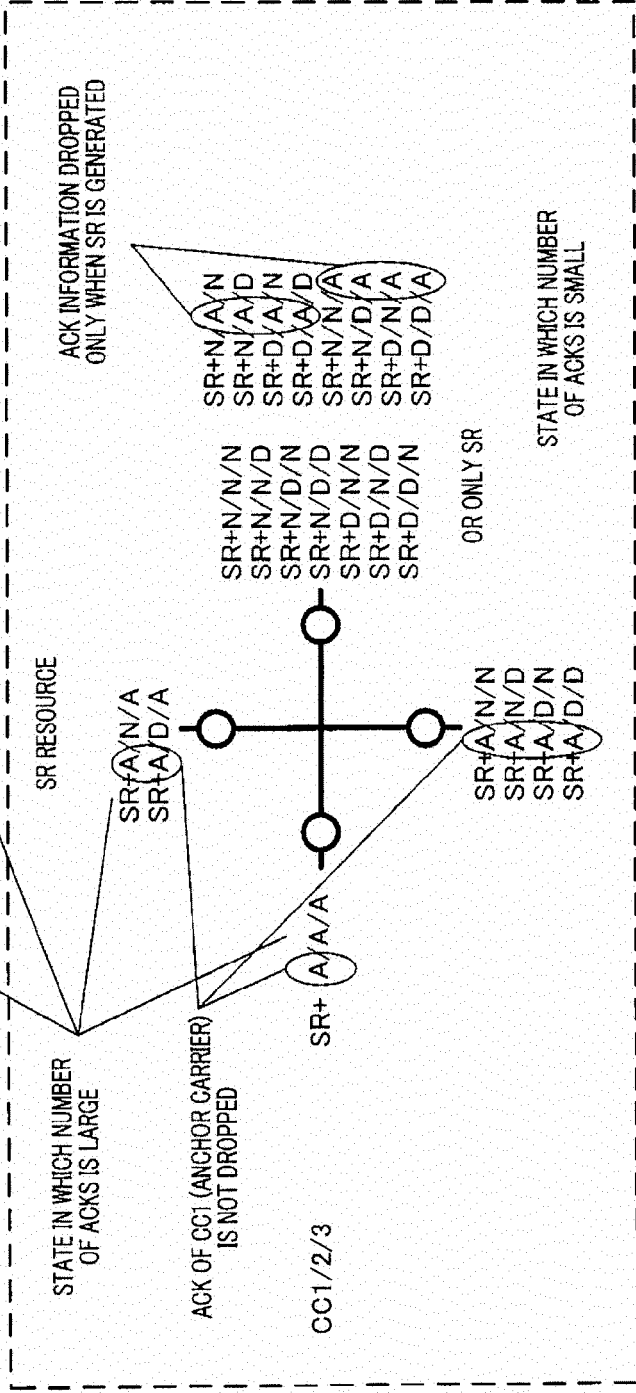 STATE IN WHICH NUMBER
OF ACKS IS LARGE
SR RESOURCE
ACK INFORMATION DROPPED
ONLY WHEN SR IS GENERATED
SR+A/N/A
SR+A/D/A
ACK OF CC1 (ANCHOR CARRIER)
IS NOT DROPPED
CC1/2/3
SR+ A/A/A
SR+N/N/N
SR+N/N/D
SR+N/D/N
SR+N/D/D
SR+D/N/N
SR+D/N/D
SR+D/D/N
SR+N/A/N
SR+N/A/D
SR+D/A/N
SR+D/A/D
SR+N/N/A
SR+N/D/A
SR+D/N/A
SR+D/D/A
OR ONLY SR
SR+A/N/N
SR+A/N/D
SR+A/D/N
SR+A/D/D
STATE IN WHICH NUMBER
OF ACKS IS SMALL